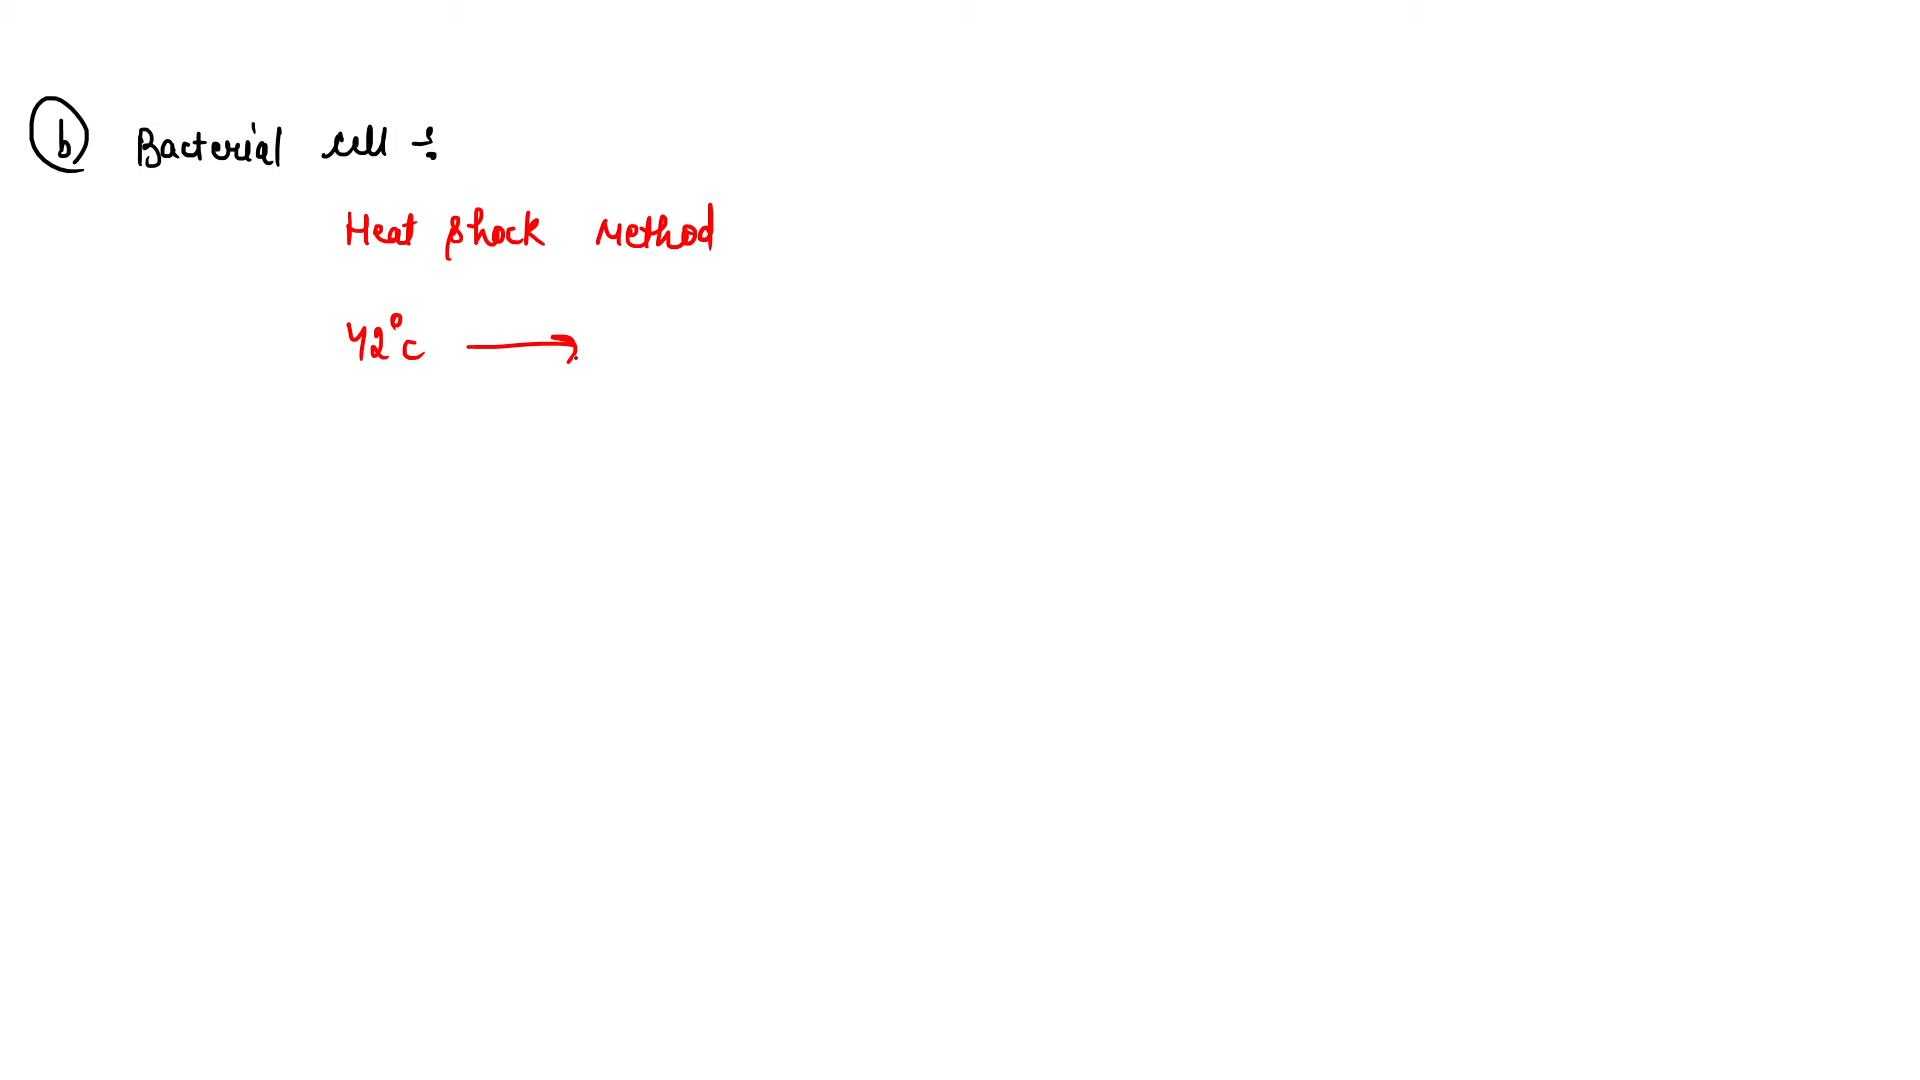 b Bacterial cell :-
Heat shock Method
42°c →